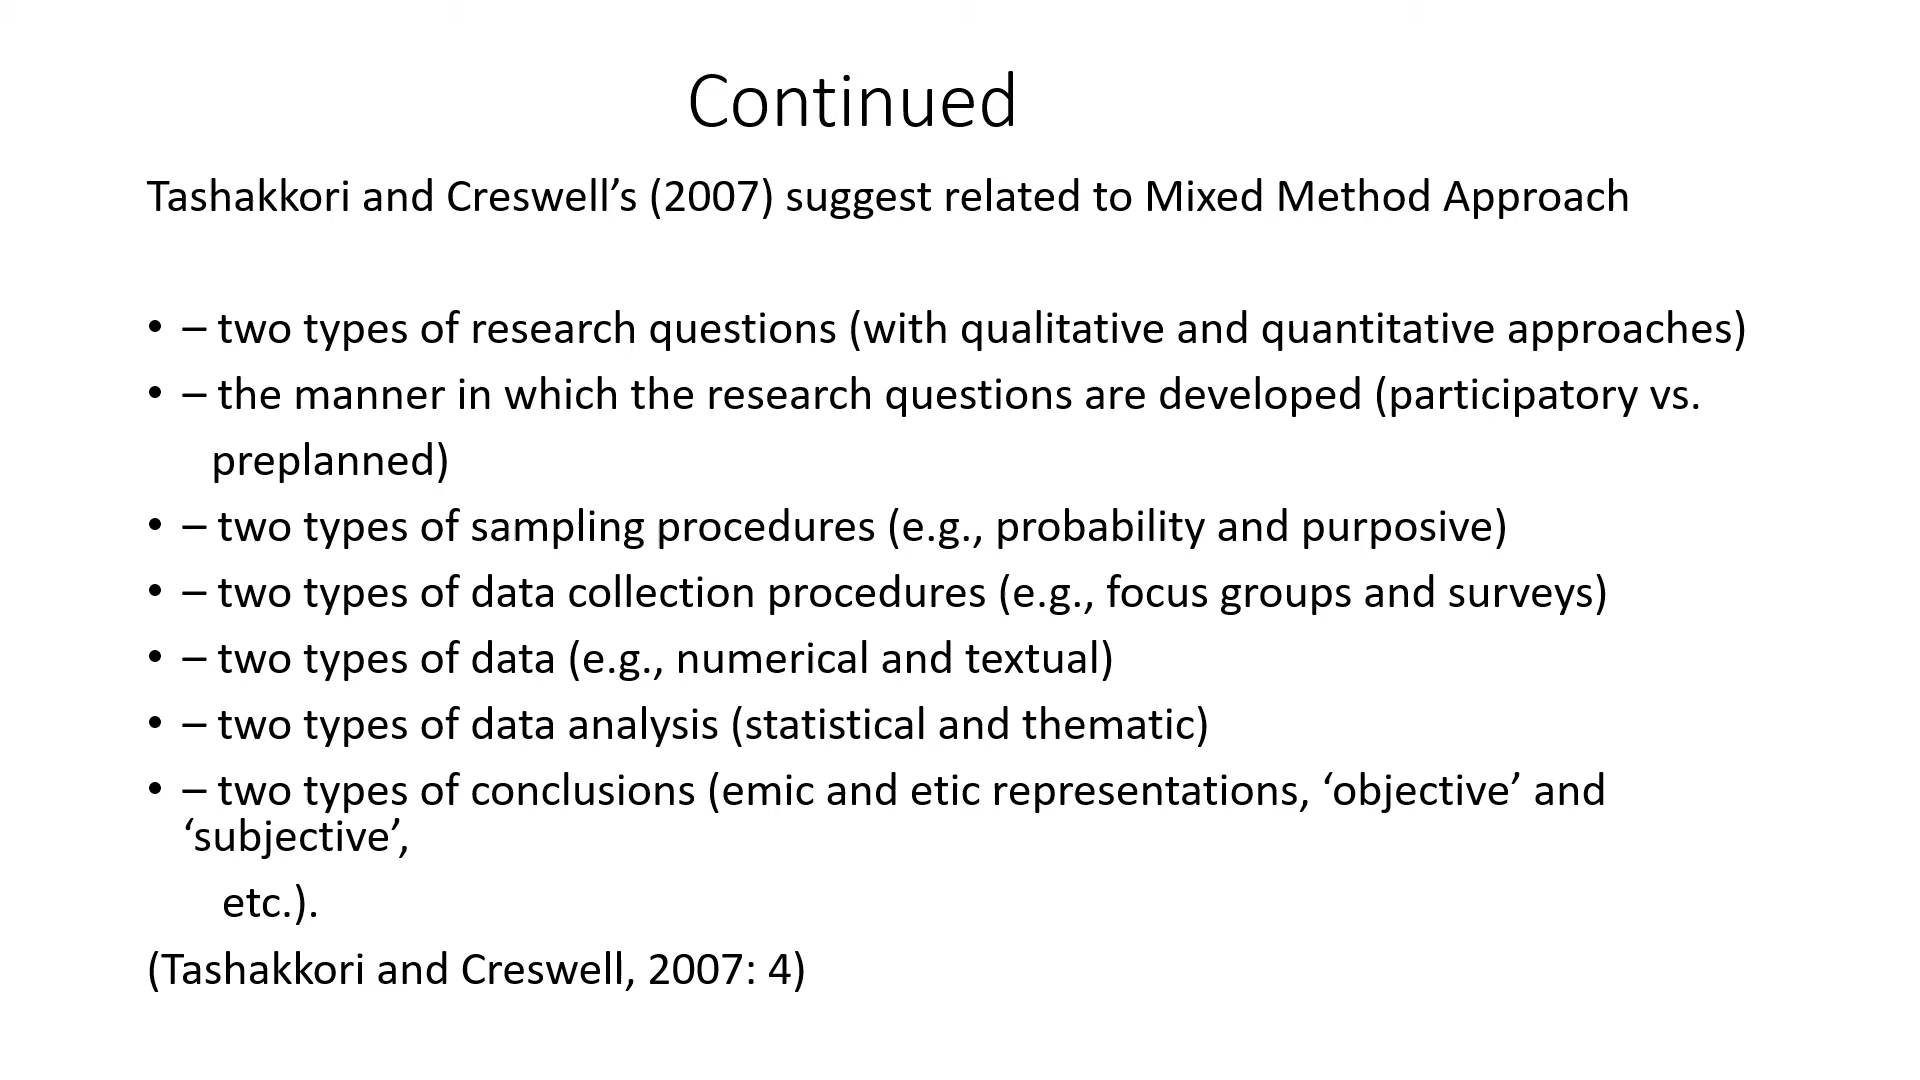 Continued
Tashakkori and Creswell’s (2007) suggest related to Mixed Method Approach
• – two types of research questions (with qualitative and quantitative approaches)
• – the manner in which the research questions are developed (participatory vs.
preplanned)
• – two types of sampling procedures (e.g., probability and purposive)
• – two types of data collection procedures (e.g., focus groups and surveys)
• – two types of data (e.g., numerical and textual)
• – two types of data analysis (statistical and thematic)
• – two types of conclusions (emic and etic representations, ‘objective’ and
‘subjective’,
etc.).
(Tashakkori and Creswell, 2007: 4)